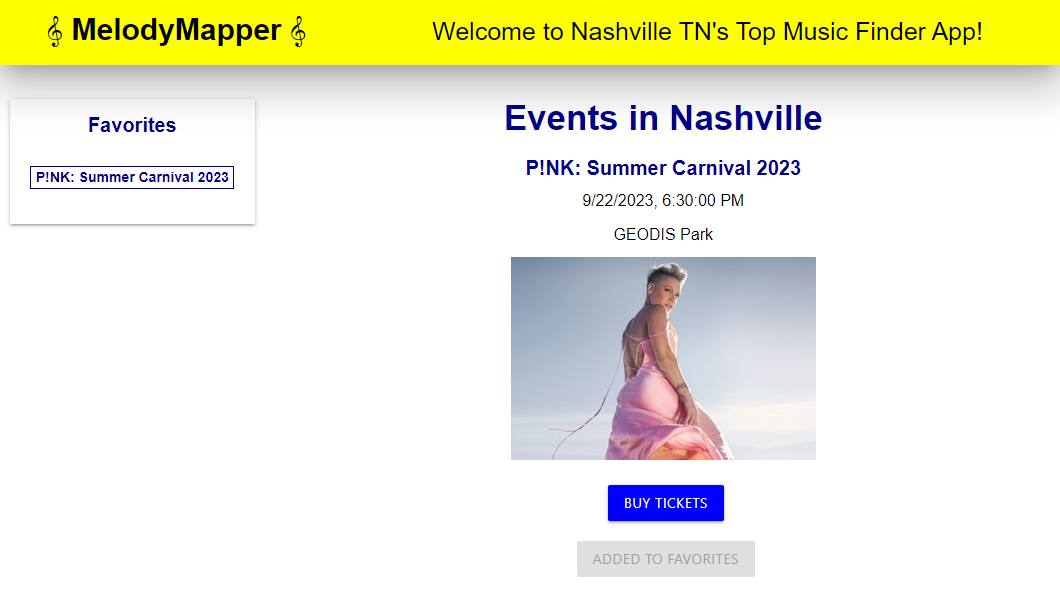 𝄞 MelodyMapper 𝄞
Welcome to Nashville TN's Top Music Finder App!
Favorites
P!NK: Summer Carnival 2023
Events in Nashville
P!NK: Summer Carnival 2023
9/22/2023, 6:30:00 PM
GEODIS Park
BUY TICKETS
ADDED TO FAVORITES